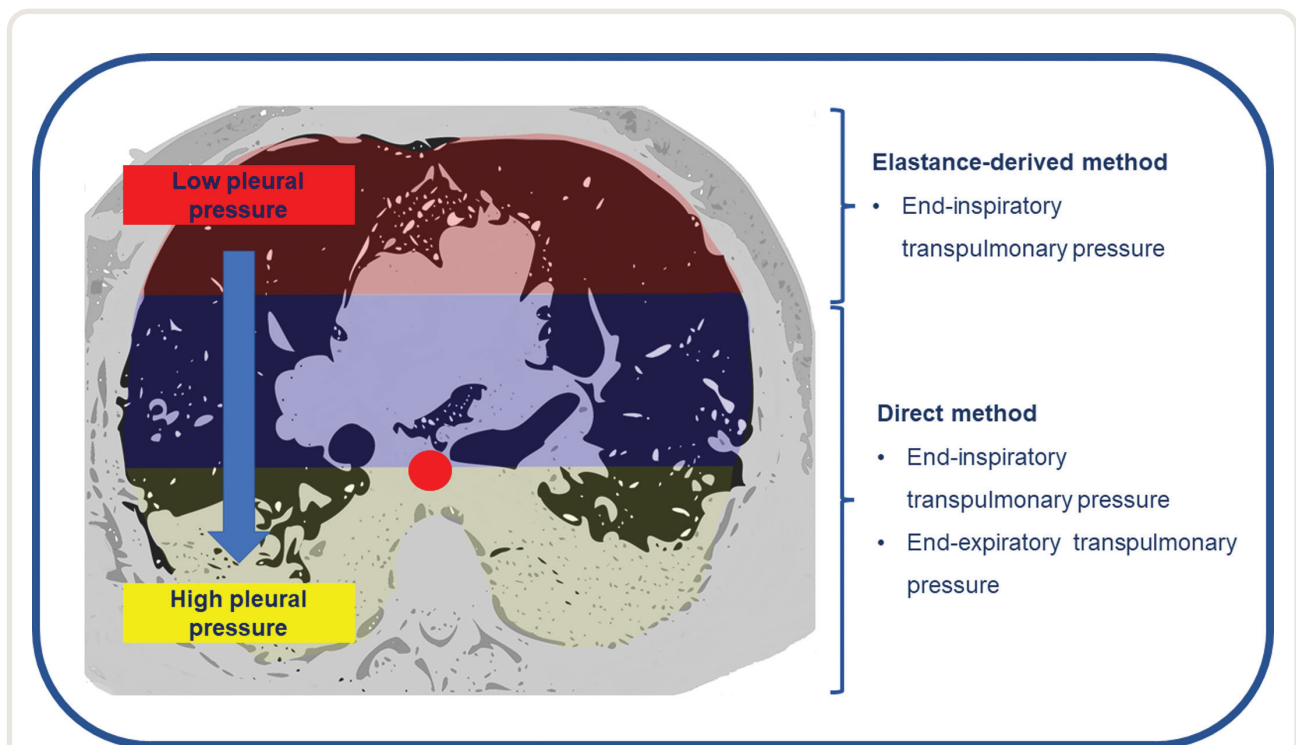 Low pleural
pressure
High pleural
pressure
Elastance-derived method
• End-inspiratory
transpulmonary pressure
Direct method
• End-inspiratory
transpulmonary pressure
• End-expiratory transpulmonary
pressure